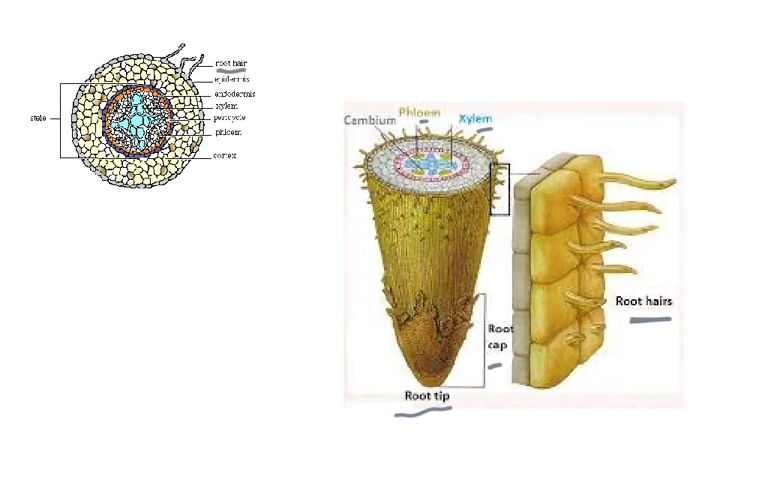 root hair
epidermis
endodermis
xylem
stele
pericycle
phloem
cortex
Phloem
Cambium
Xylem
Root hairs
Root
cap
Root tip